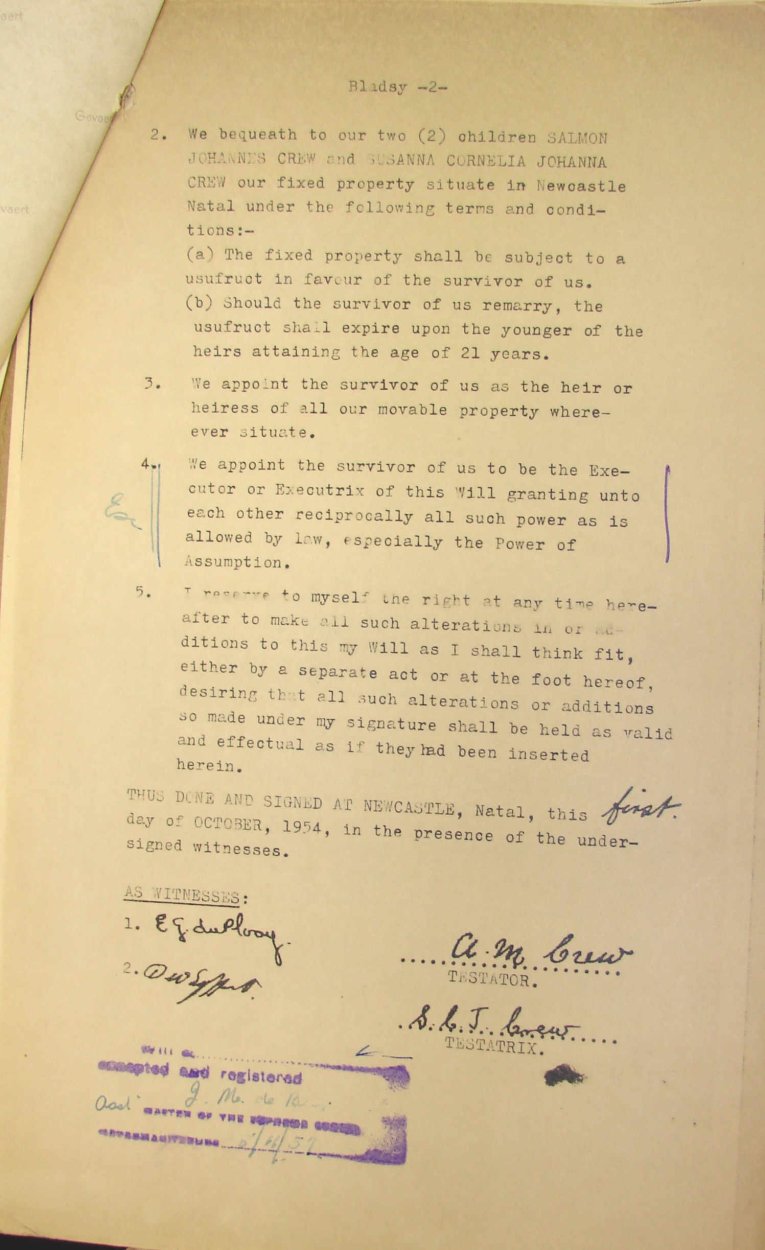 Bladsy -2-
2. We bequeath to our two (2) children SALMON
JOHANNES CREW and SUSANNA CORNELIA JOHANNA
CREW our fixed property situate in Newcastle
Natal under the following terms and condi-
tions:-
(a) The fixed property shall be subject to a
usufruct in favour of the survivor of us.
(b) Should the survivor of us remarry, the
usufruct shall expire upon the younger of the
heirs attaining the age of 21 years.
3. We appoint the survivor of us as the heir or
heiress of all our movable property where-
ever situate.
4. We appoint the survivor of us to be the Exe-
cutor or Executrix of this Will granting unto
each other reciprocally all such power as is
allowed by law, especially the Power of
Assumption.
5. I reserve to myself the right at any time here-
after to make all such alterations in or ad-
ditions to this my Will as I shall think fit,
either by a separate act or at the foot hereof,
desiring that all such alterations or additions
so made under my signature shall be held as valid
and effectual as if they had been inserted
herein.
THUS DONE AND SIGNED AT NEWCASTLE, Natal, this first.
day of OCTOBER, 1954, in the presence of the under-
signed witnesses.
AS WITNESSES:
1. E G du Plooy.
2.
A. M. Crew
TESTATOR.
S. C. J. Crew
TESTATRIX.
Will
accepted and registered
Asst J. M. de
MASTER OF THE SUPREME COURT
PIETERMARITZBURG
Gevaert
vaert